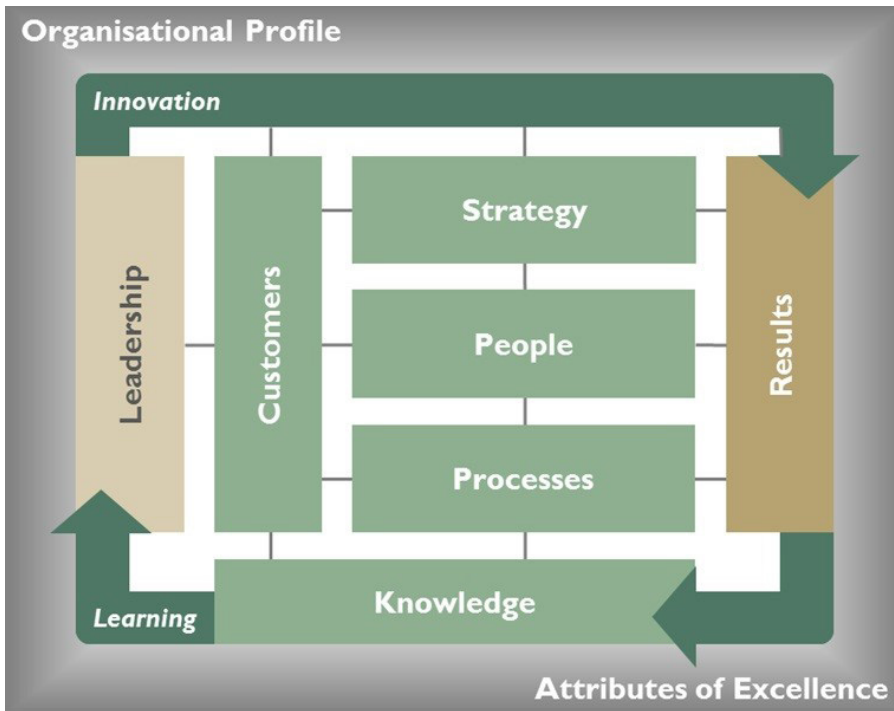 Organisational Profile
Innovation
Leadership
Customers
Strategy
People
Processes
Results
Knowledge
Learning
Attributes of Excellence